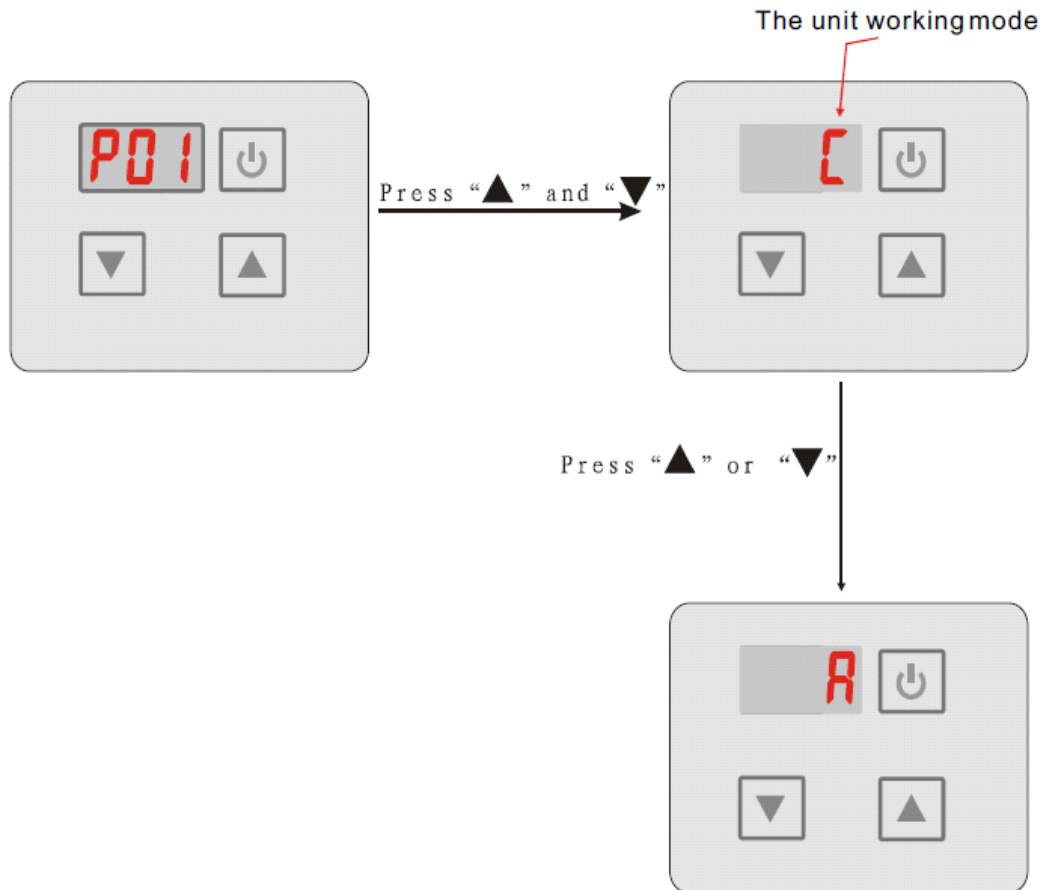 The unit working mode
P01
C
Press “▲” and “▼”
Press “▲” or “▼”
A